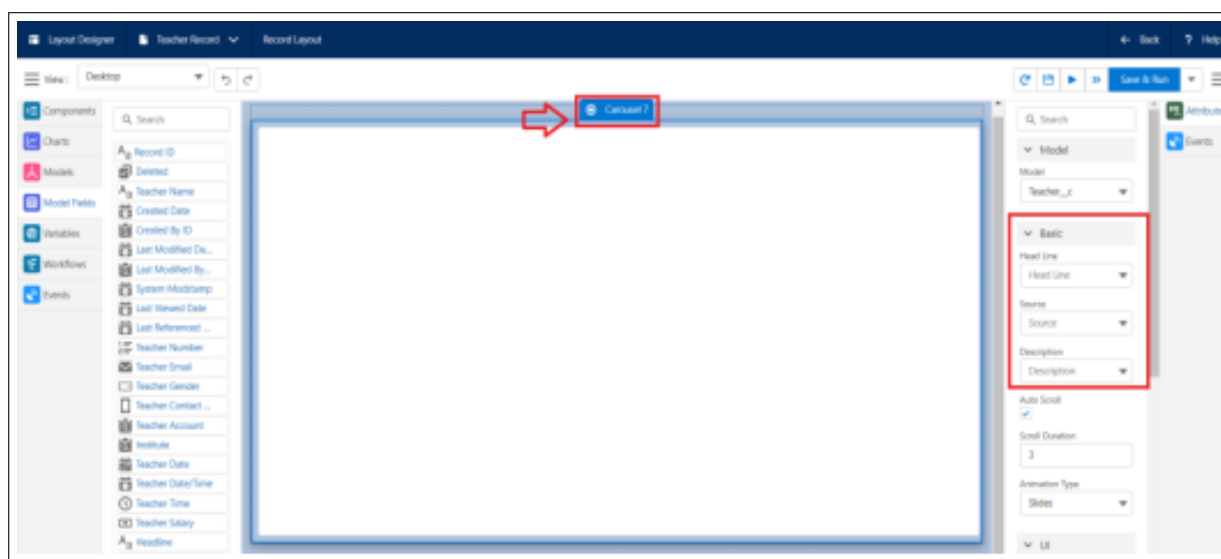 Layout Designer
Teacher Record
Record Layout
Back
Help
View :
Desktop
Save & Run
Components
Charts
Models
Model Fields
Variables
Workflows
Events
Search
Record ID
Deleted
Teacher Name
Created Date
Created By ID
Last Modified Da...
Last Modified By...
System Modstamp
Last Viewed Date
Last Referenced ...
Teacher Number
Teacher Email
Teacher Gender
Teacher Contact ...
Teacher Account
Institute
Teacher Date
Teacher Date/Time
Teacher Time
Teacher Salary
Headline
Carousel 7
Search
Model
Model
Teacher__c
Basic
Head Line
Head Line
Source
Source
Description
Description
Auto Scroll
Scroll Duration
3
Animation Type
Slides
UI
Attribute
Events